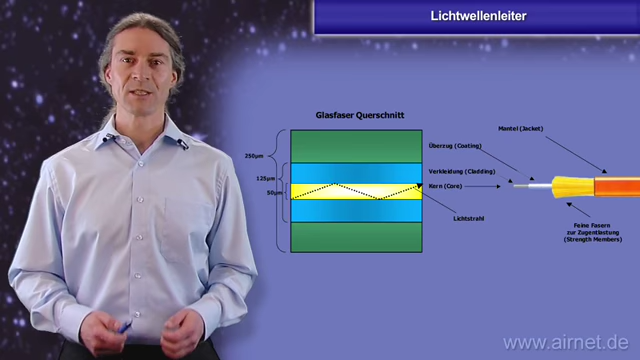 Lichtwellenleiter
Glasfaser Querschnitt
250µm
125µm
50µm
Überzug (Coating)
Verkleidung (Cladding)
Kern (Core)
Lichtstrahl
Mantel (Jacket)
Feine Fasern
zur Zugentlastung
(Strength Members)
www.airnet.de